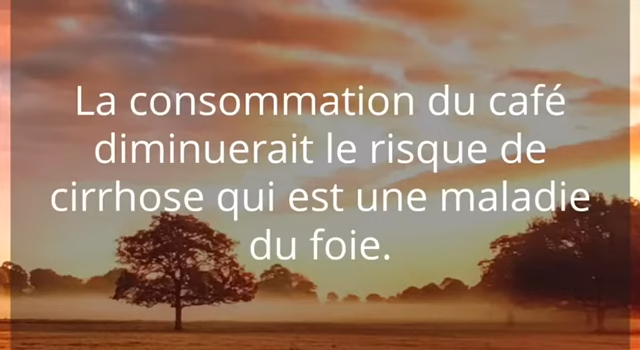 La consommation du café
diminuerait le risque de
cirrhose qui est une maladie
du foie.